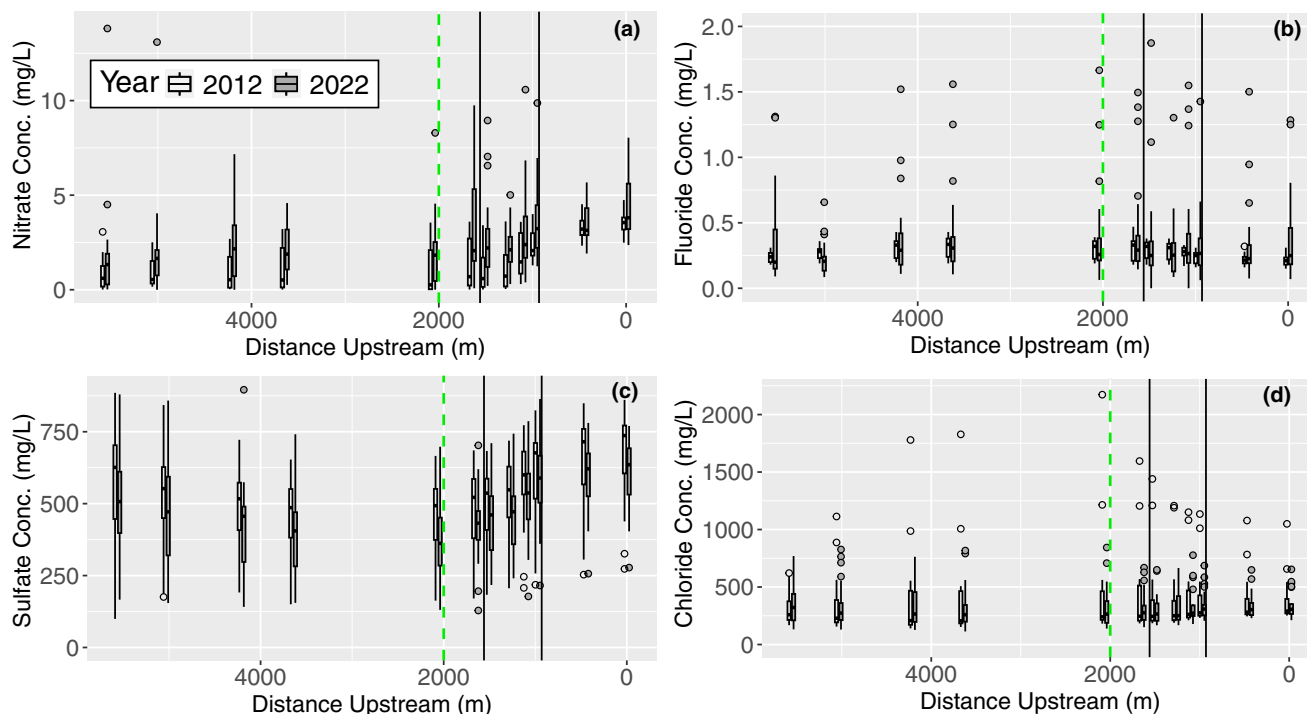 (a)
Nitrate Conc. (mg/L)
10
5
0
Year 2012 2022
4000 2000 0
Distance Upstream (m)
(b)
Fluoride Conc. (mg/L)
2.0
1.5
1.0
0.5
0.0
4000 2000 0
Distance Upstream (m)
(c)
Sulfate Conc. (mg/L)
750
500
250
0
4000 2000 0
Distance Upstream (m)
(d)
Chloride Conc. (mg/L)
2000
1500
1000
500
0
4000 2000 0
Distance Upstream (m)